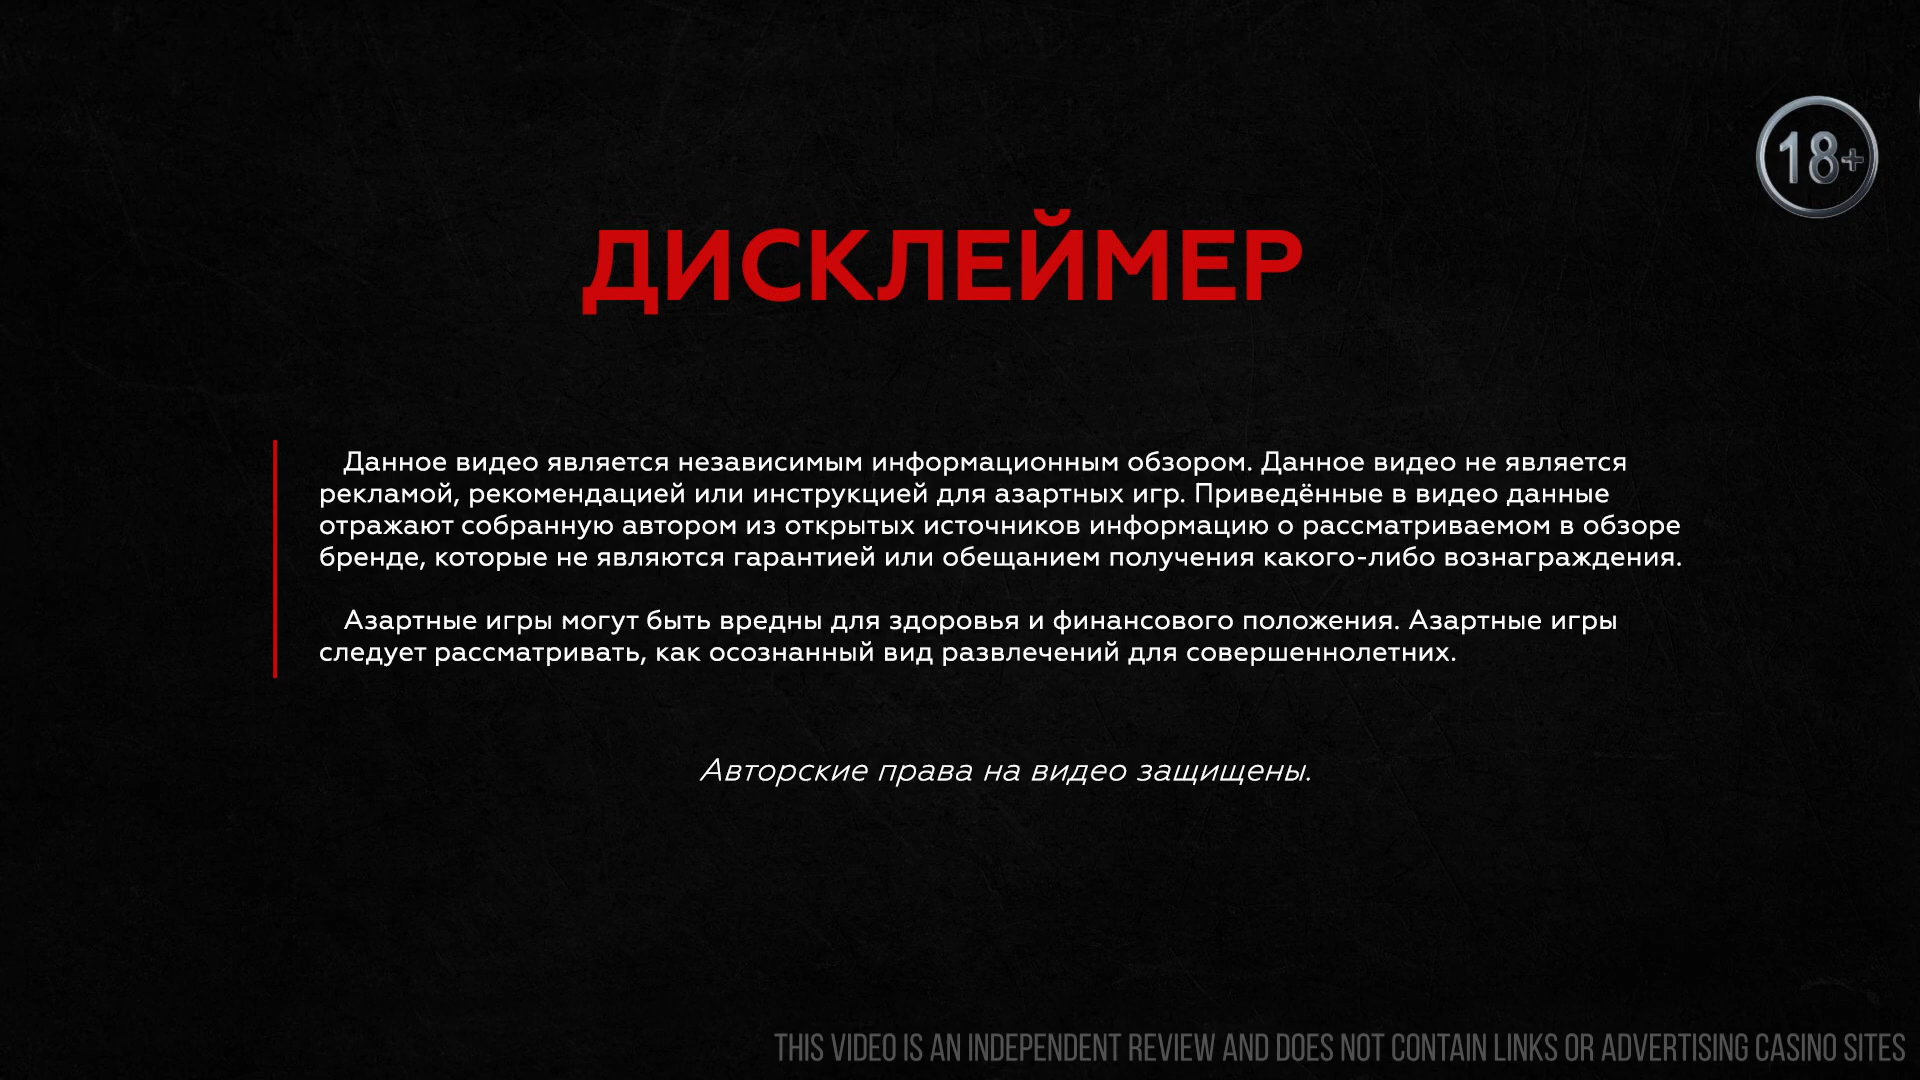 18+
ДИСКЛЕЙМЕР
Данное видео является независимым информационным обзором. Данное видео не является
рекламой, рекомендацией или инструкцией для азартных игр. Приведённые в видео данные
отражают собранную автором из открытых источников информацию о рассматриваемом в обзоре
бренде, которые не являются гарантией или обещанием получения какого-либо вознаграждения.
Азартные игры могут быть вредны для здоровья и финансового положения. Азартные игры
следует рассматривать, как осознанный вид развлечений для совершеннолетних.
Авторские права на видео защищены.
THIS VIDEO IS AN INDEPENDENT REVIEW AND DOES NOT CONTAIN LINKS OR ADVERTISING CASINO SITES